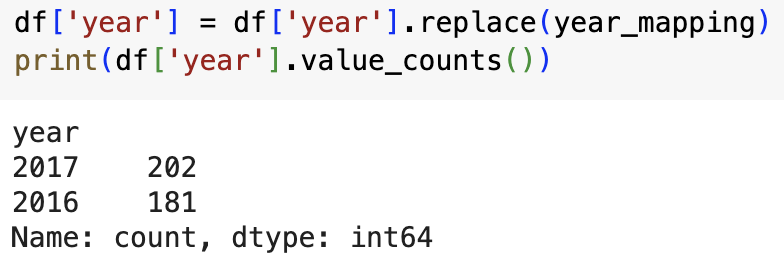 df['year'] = df['year'].replace(year_mapping)
print(df['year'].value_counts())
year
2017    202
2016    181
Name: count, dtype: int64